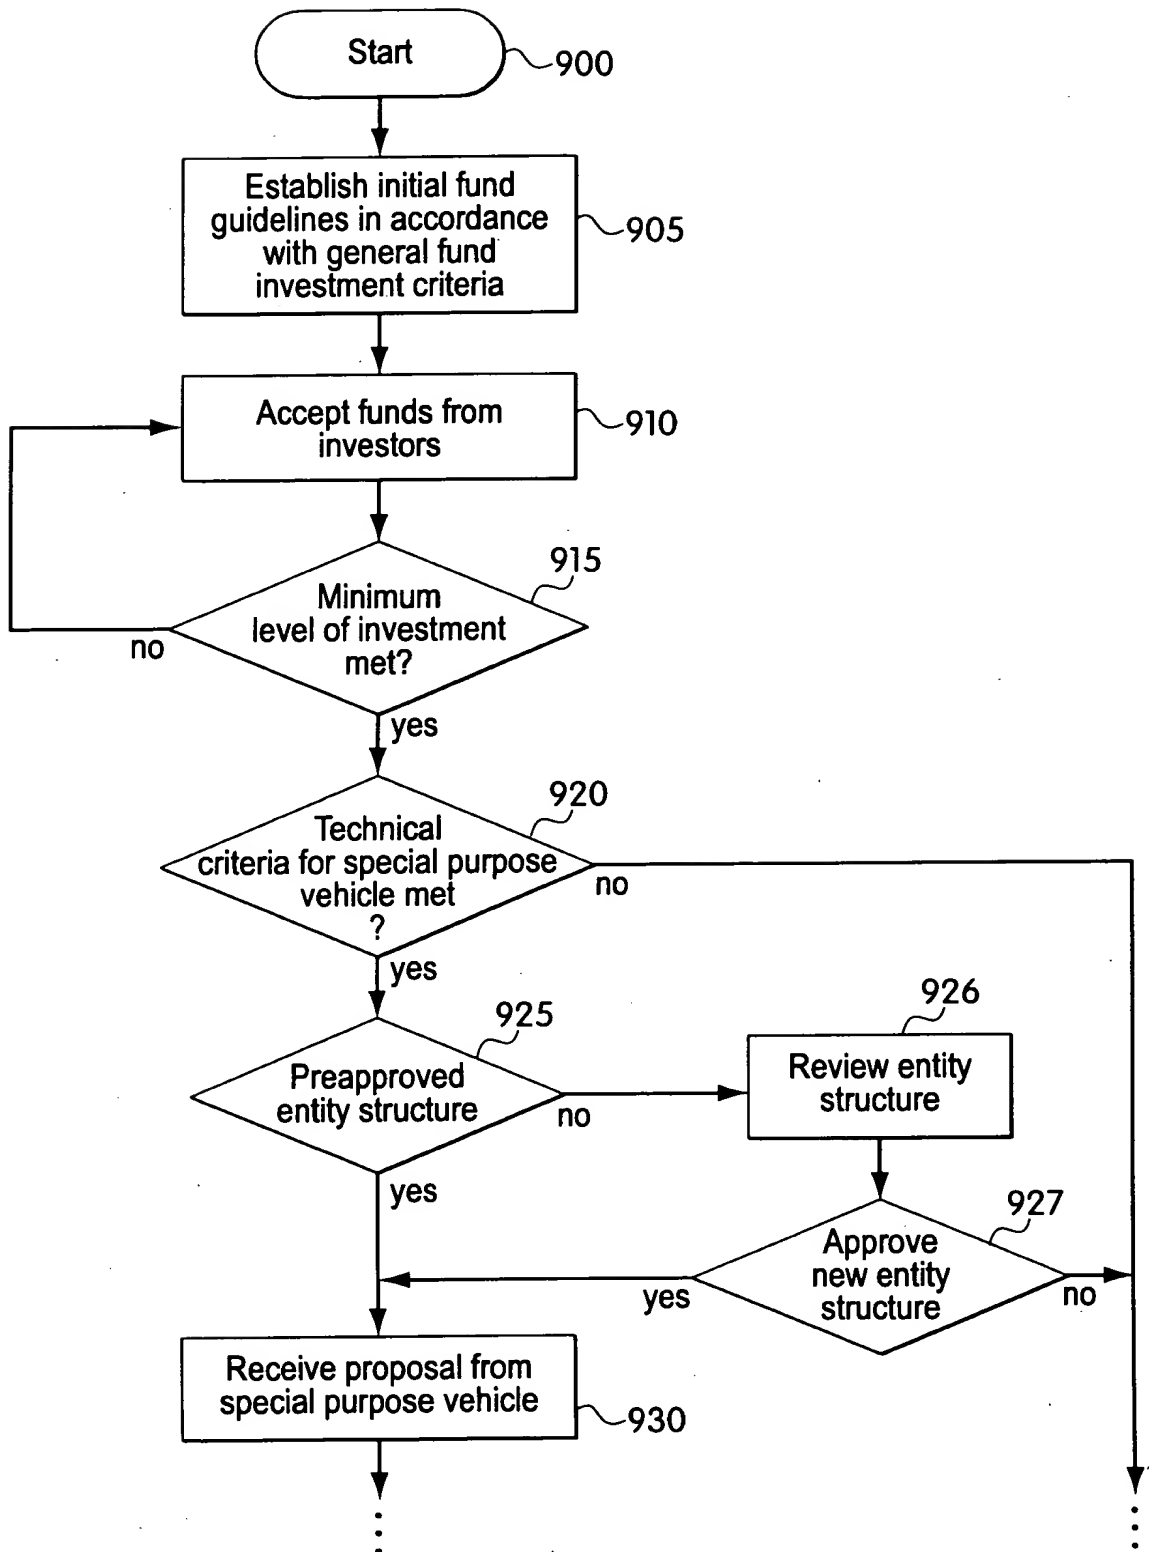 Start
900
Establish initial fund
guidelines in accordance
with general fund
investment criteria
905
Accept funds from
investors
910
915
Minimum
level of investment
met?
no
yes
920
Technical
criteria for special purpose
vehicle met
?
no
yes
925
Preapproved
entity structure
no
yes
926
Review entity
structure
927
Approve
new entity
structure
yes
no
Receive proposal from
special purpose vehicle
930